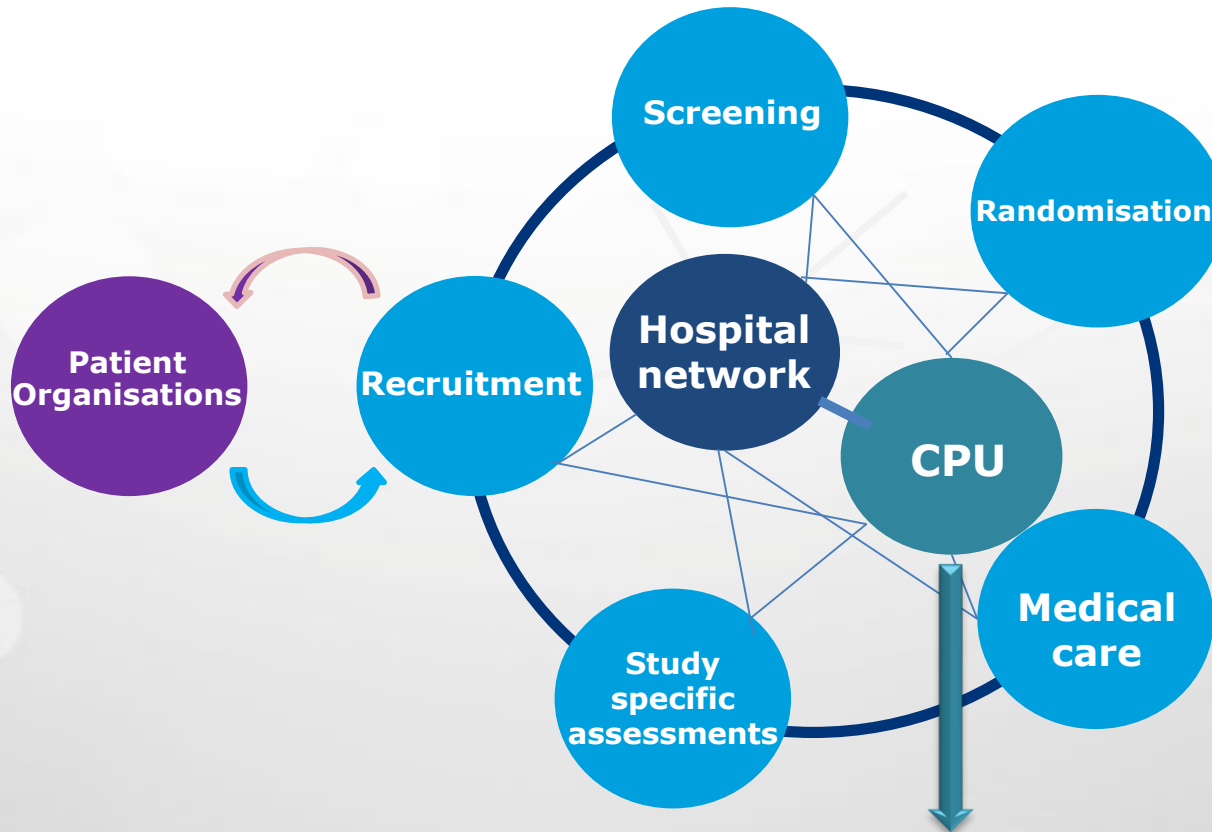 Screening
Randomisation
Hospital
network
Patient
Organisations
Recruitment
CPU
Medical
care
Study
specific
assessments